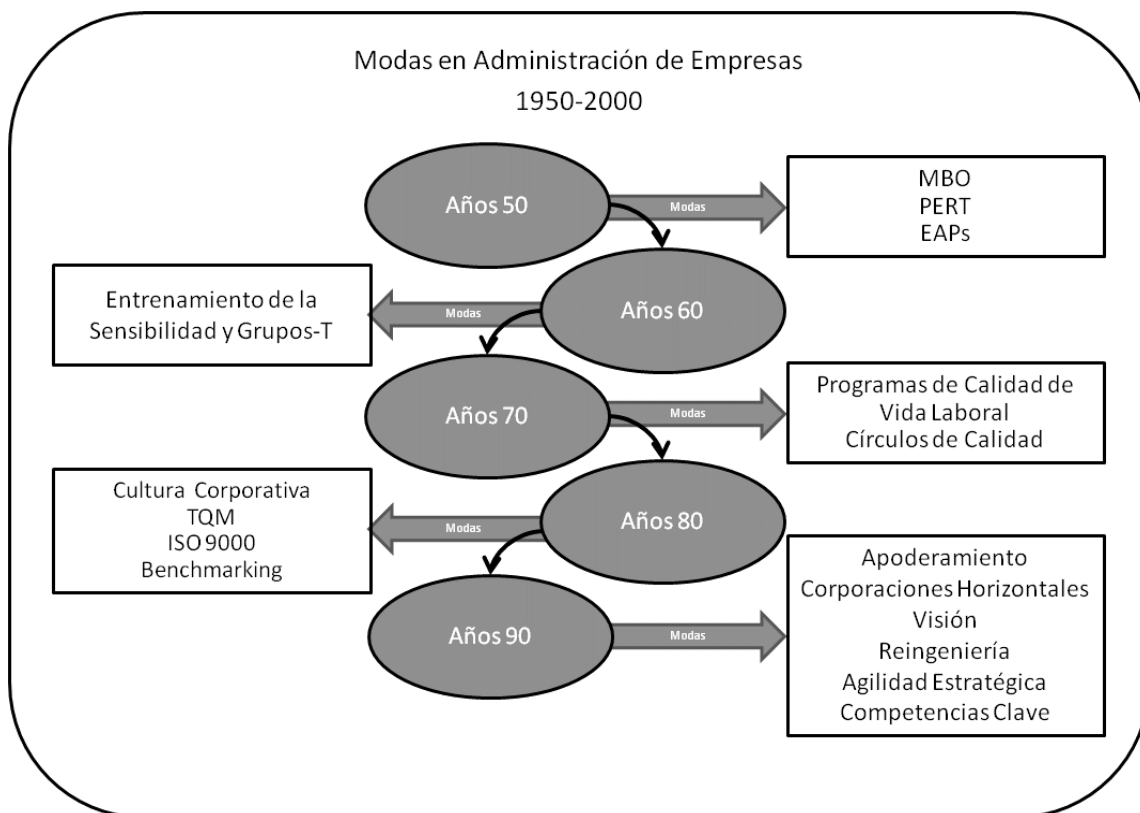 Modas en Administración de Empresas
1950-2000
Años 50
Modas
MBO
PERT
EAPs
Años 60
Modas
Entrenamiento de la
Sensibilidad y Grupos-T
Años 70
Modas
Programas de Calidad de
Vida Laboral
Círculos de Calidad
Años 80
Modas
Cultura Corporativa
TQM
ISO 9000
Benchmarking
Años 90
Modas
Apoderamiento
Corporaciones Horizontales
Visión
Reingeniería
Agilidad Estratégica
Competencias Clave